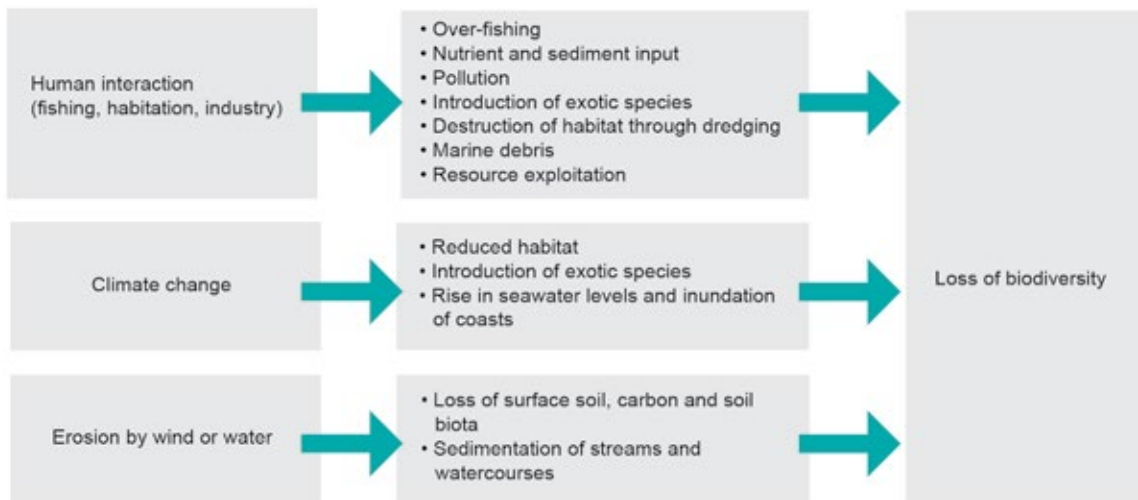 Human interaction
(fishing, habitation, industry)
• Over-fishing
• Nutrient and sediment input
• Pollution
• Introduction of exotic species
• Destruction of habitat through dredging
• Marine debris
• Resource exploitation
Climate change
• Reduced habitat
• Introduction of exotic species
• Rise in seawater levels and inundation
of coasts
Loss of biodiversity
Erosion by wind or water
• Loss of surface soil, carbon and soil
biota
• Sedimentation of streams and
watercourses